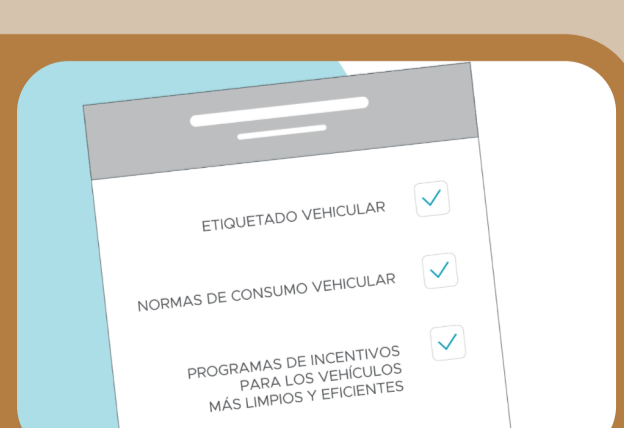 ETIQUETADO VEHICULAR
NORMAS DE CONSUMO VEHICULAR
PROGRAMAS DE INCENTIVOS
PARA LOS VEHÍCULOS
MÁS LIMPIOS Y EFICIENTES